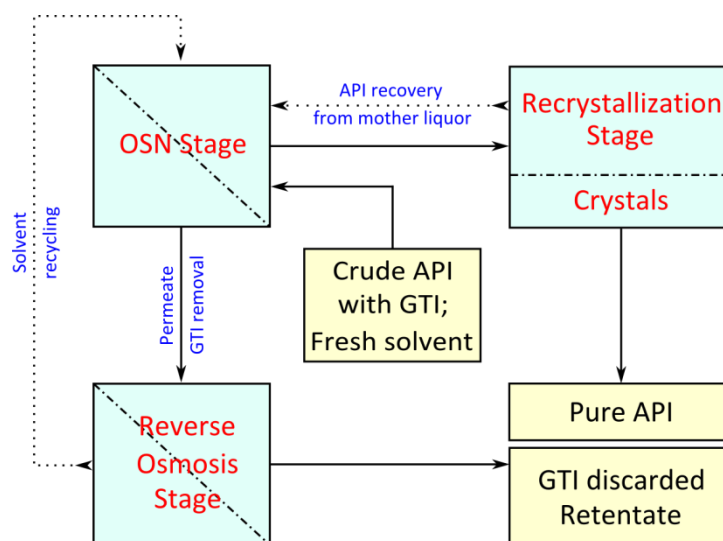 API recovery
from mother liquor
OSN Stage
Recrystallization
Stage
Crystals
Solvent
recycling
Permeate
GTI removal
Crude API
with GTI;
Fresh solvent
Reverse
Osmosis
Stage
Pure API
GTI discarded
Retentate